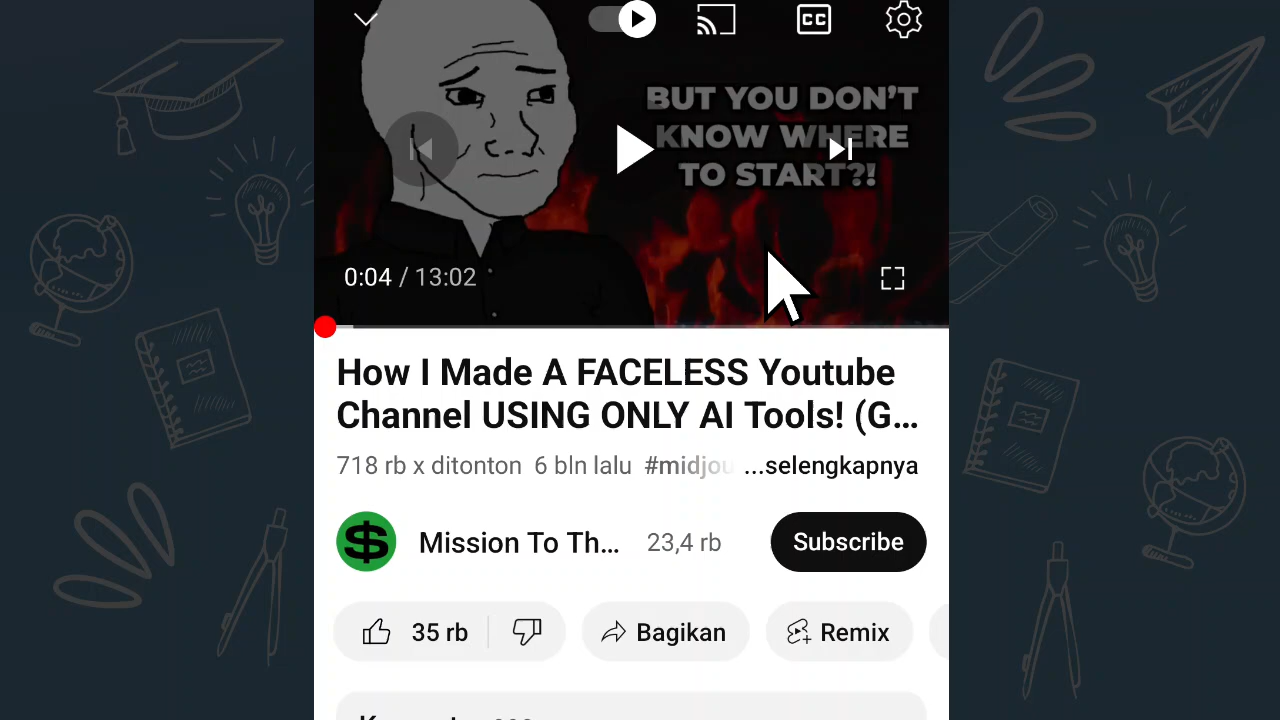 CC
BUT YOU DON'T
KNOW WHERE
TO START?!
0:04 / 13:02
How I Made A FACELESS Youtube
Channel USING ONLY AI Tools! (G...
718 rb x ditonton 6 bln lalu #midjou ...selengkapnya
$ Mission To Th... 23,4 rb Subscribe
35 rb Bagikan Remix